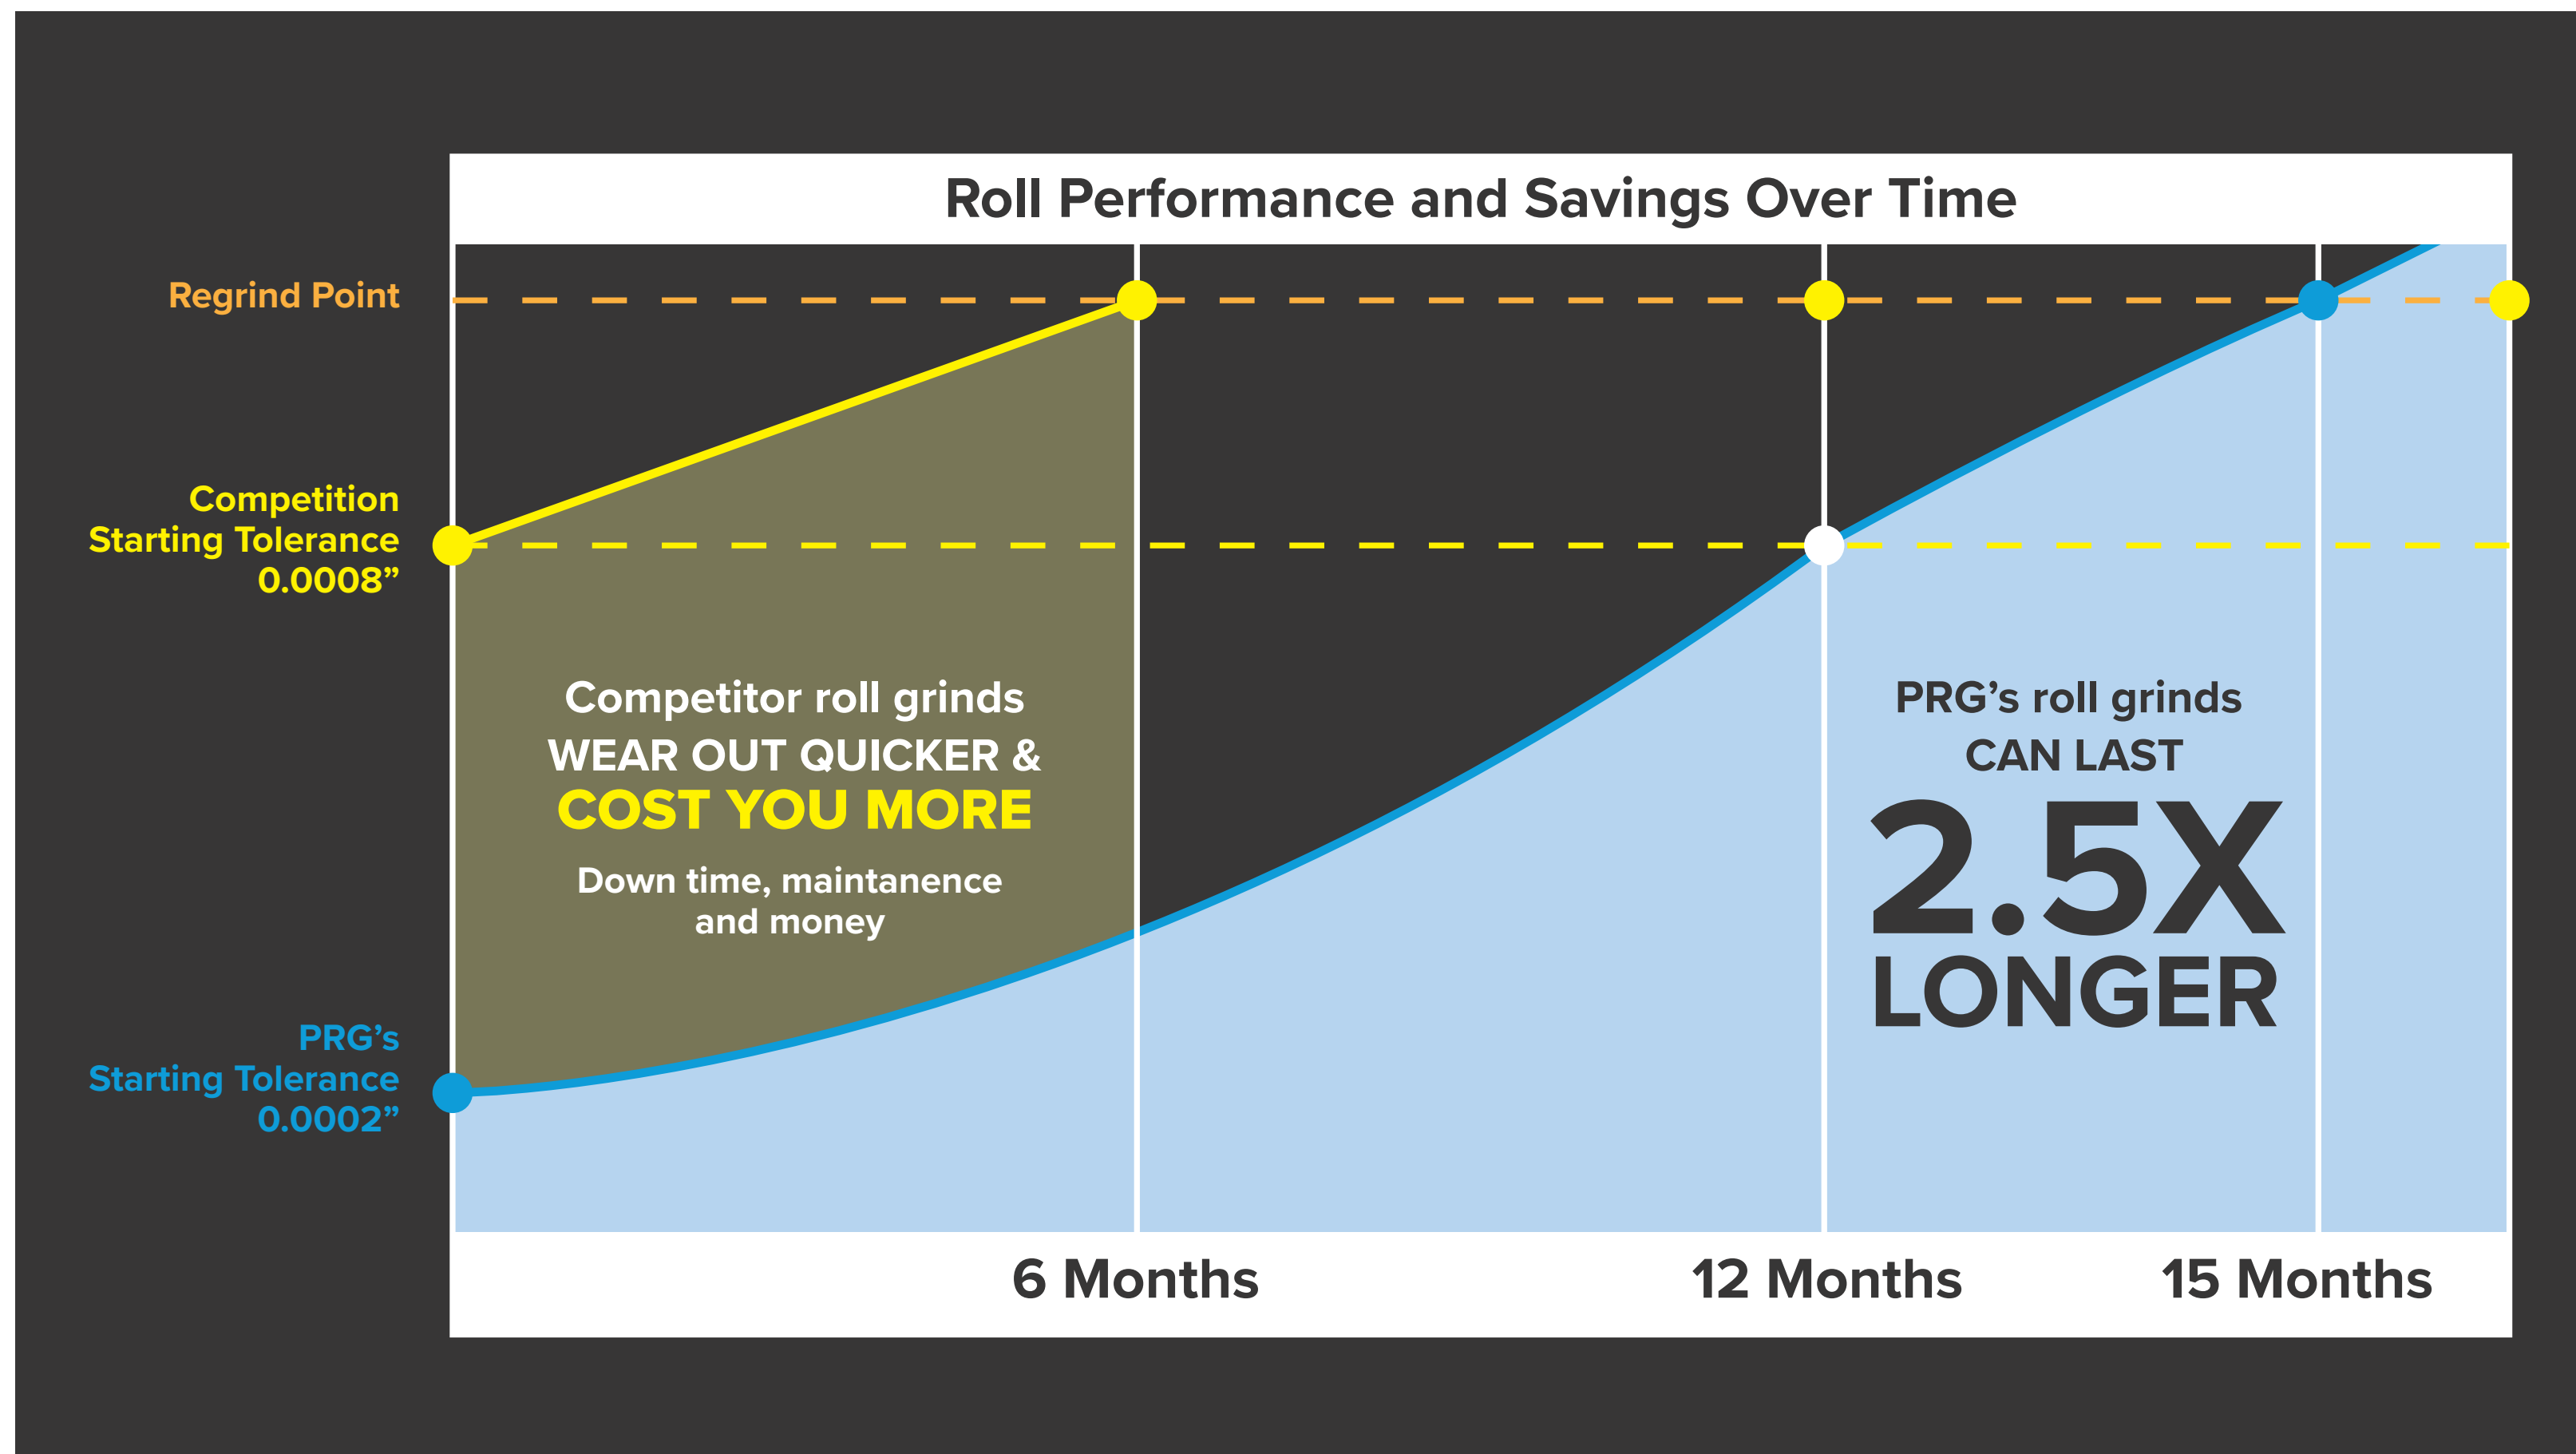 Roll Performance and Savings Over Time
Regrind Point
Competition
Starting Tolerance
0.0008”
Competitor roll grinds
WEAR OUT QUICKER &
COST YOU MORE
Down time, maintanence
and money
PRG’s roll grinds
CAN LAST
2.5X
LONGER
PRG’s
Starting Tolerance
0.0002”
6 Months
12 Months
15 Months